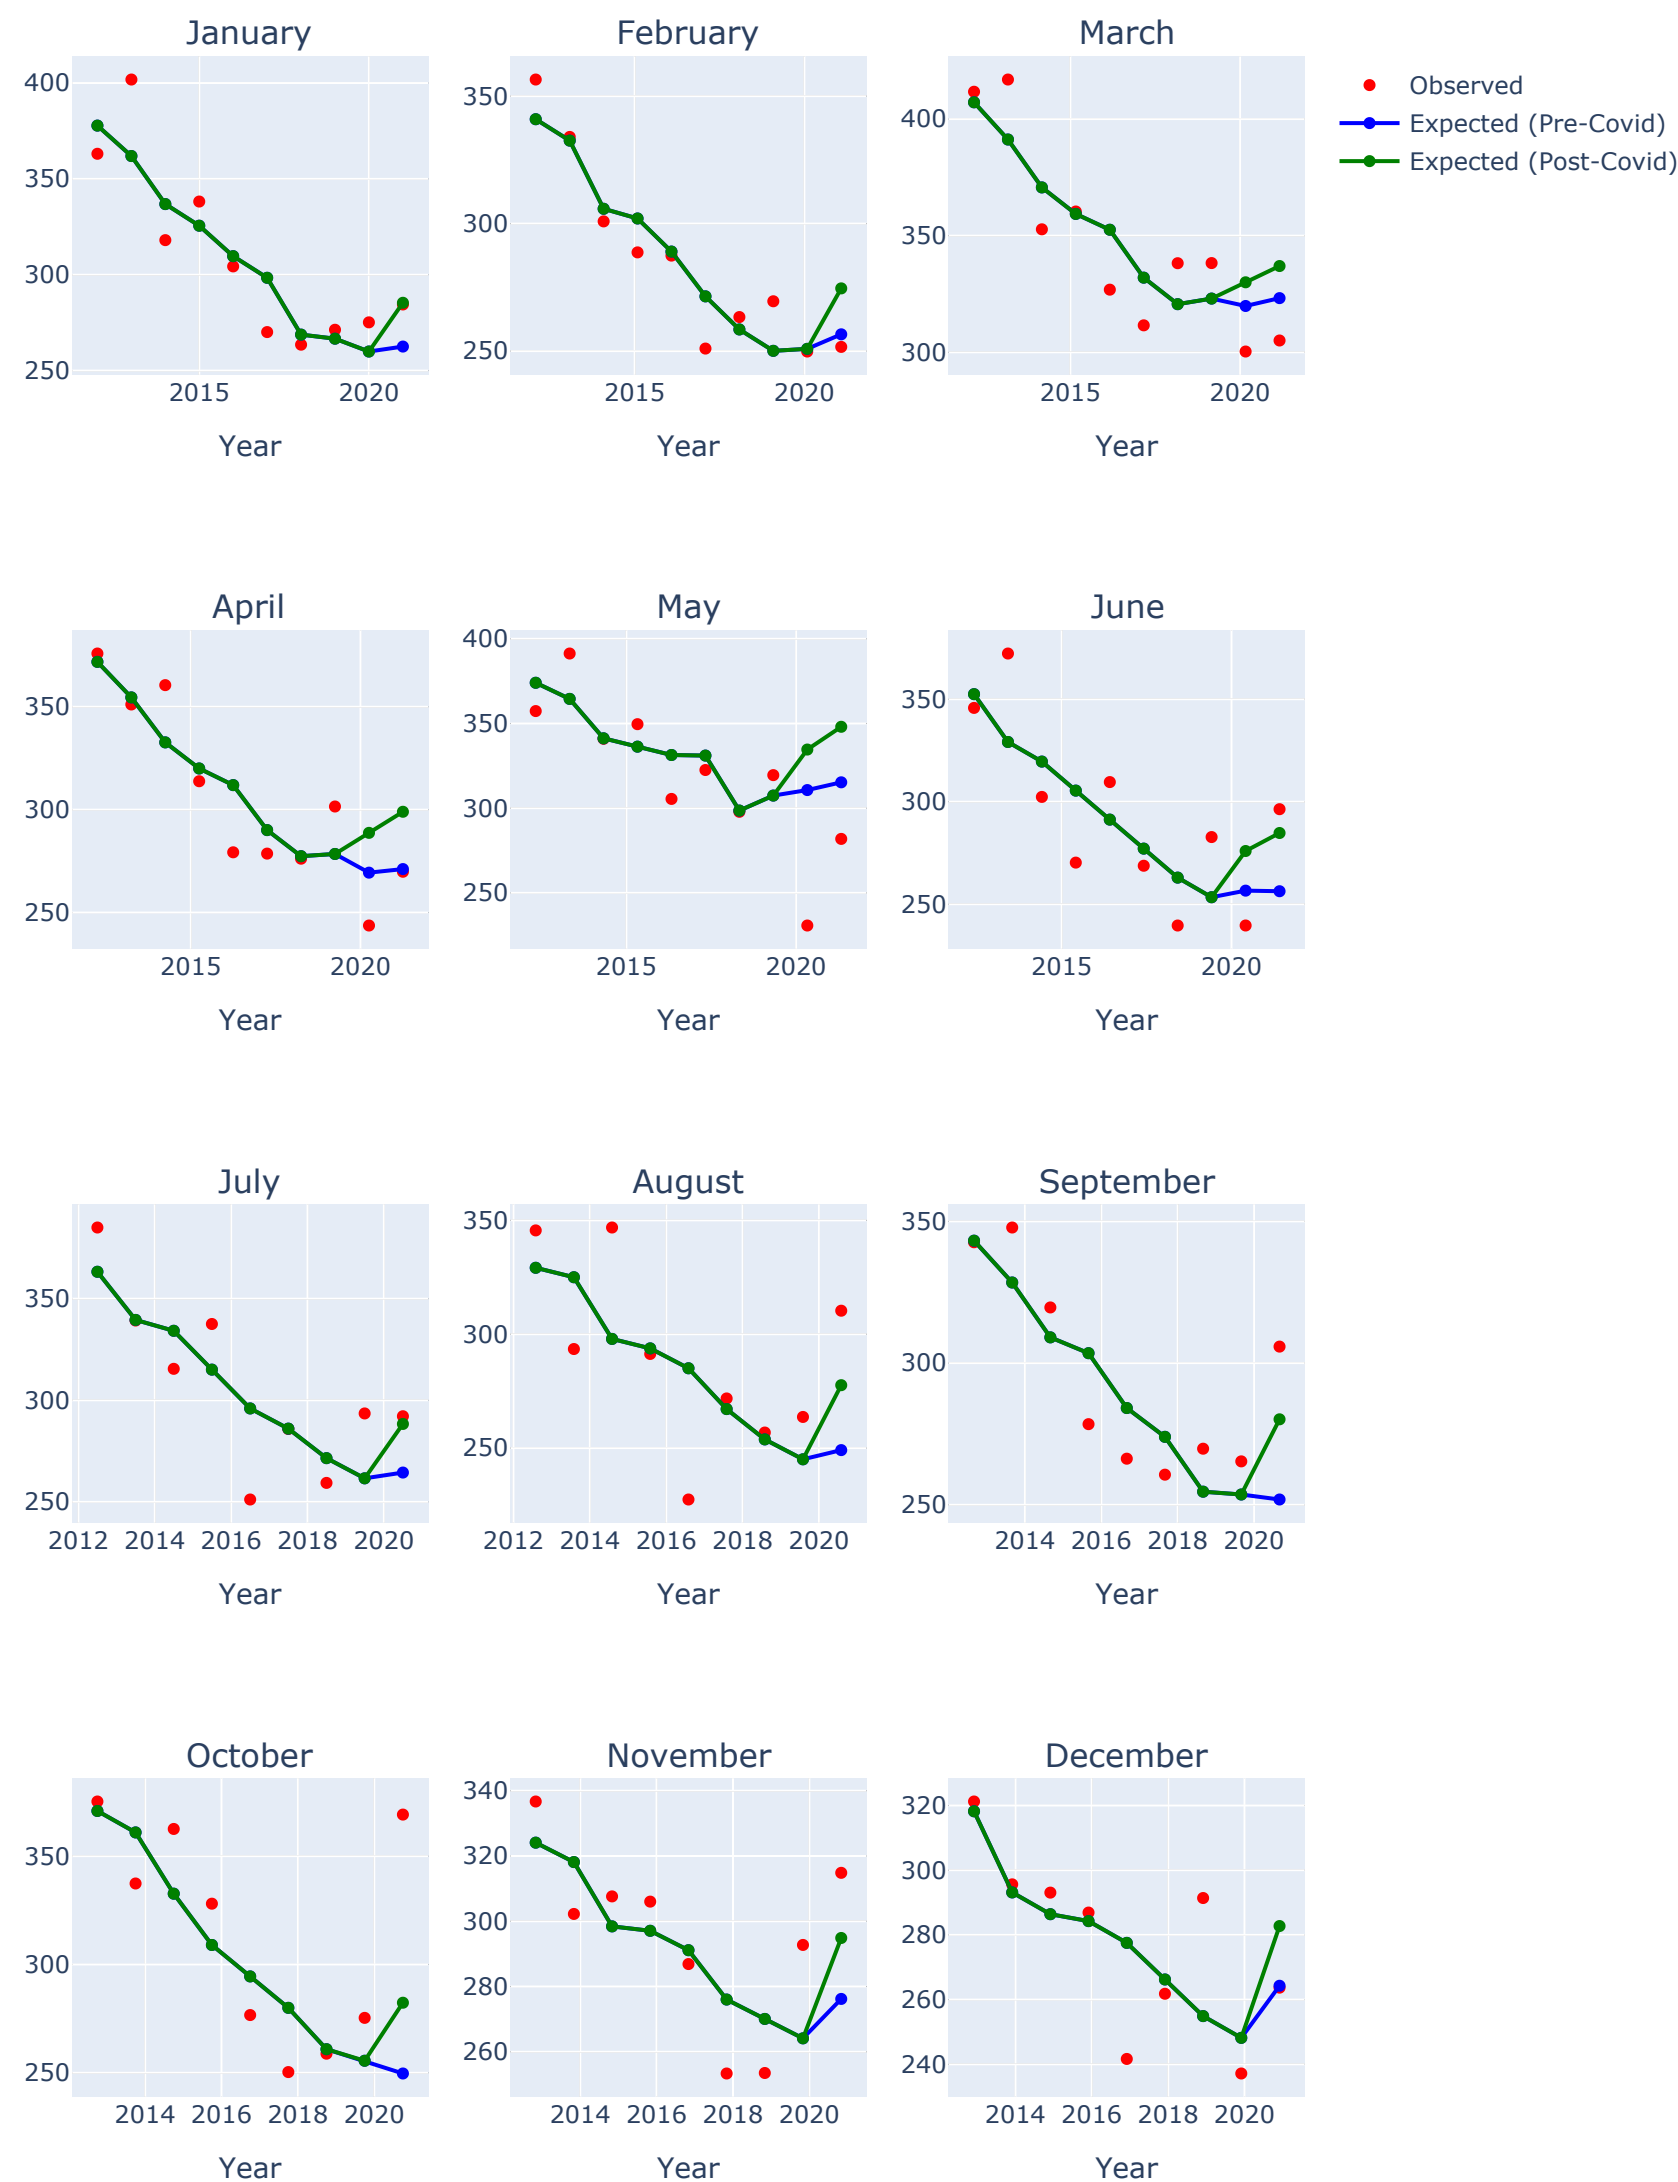 January
February
March
Observed
Expected (Pre-Covid)
Expected (Post-Covid)
400
350
300
250
2015
2020
Year
350
300
250
2015
2020
Year
400
350
300
2015
2020
Year
April
May
June
350
300
250
2015
2020
Year
400
350
300
250
2015
2020
Year
350
300
250
2015
2020
Year
July
August
September
350
300
250
2012 2014 2016 2018 2020
Year
350
300
250
2012 2014 2016 2018 2020
Year
350
300
250
2014 2016 2018 2020
Year
October
November
December
350
300
250
2014 2016 2018 2020
Year
340
320
300
280
260
2014 2016 2018 2020
Year
320
300
280
260
240
2014 2016 2018 2020
Year